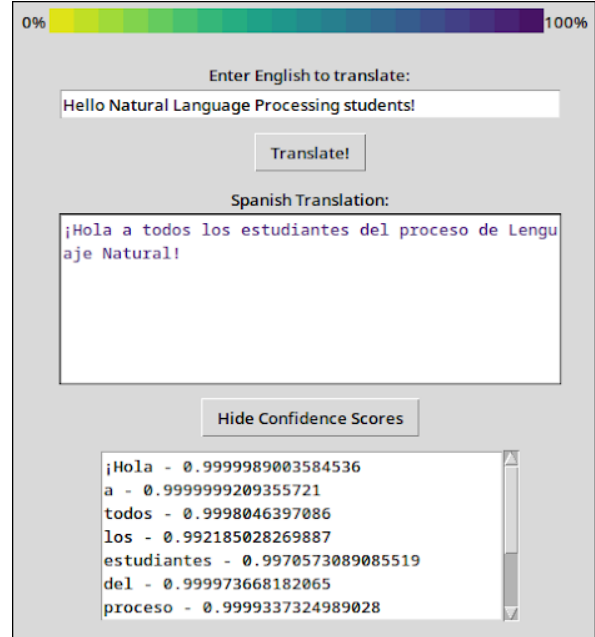 0% 100%
Enter English to translate:
Hello Natural Language Processing students!
Translate!
Spanish Translation:
¡Hola a todos los estudiantes del proceso de Lengu
aje Natural!
Hide Confidence Scores
¡Hola - 0.9999989003584536
a - 0.9999999209355721
todos - 0.9998046397086
los - 0.992185028269887
estudiantes - 0.9970573089085519
del - 0.999973668182065
proceso - 0.9999337324989028